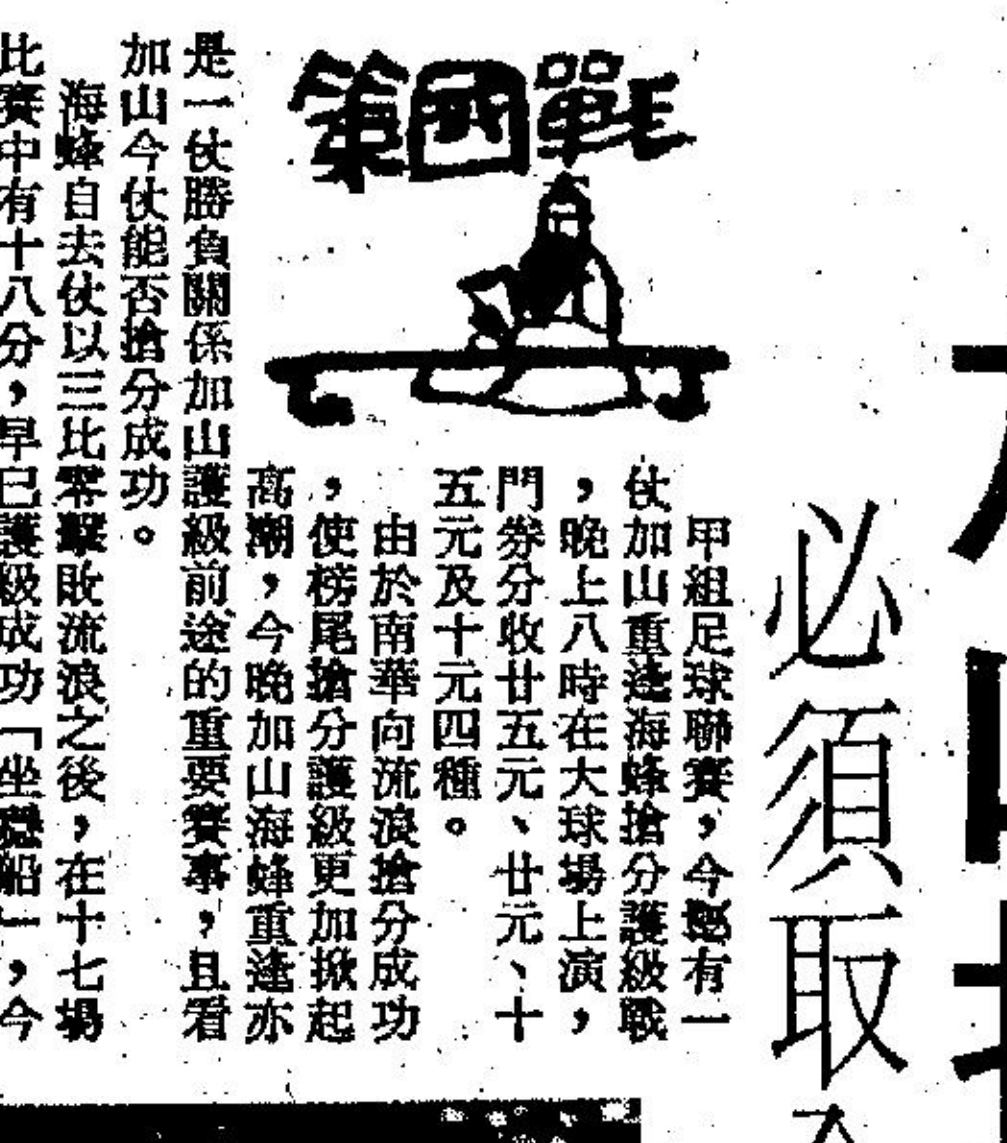 必須取
戰國策
甲組足球聯賽,今晚有一
仗加山重逢海蜂搶分護級戰
,晚上八時在大球場上演,
門券分收廿五元、廿元、十
五元及十元四種。
由於南華向流浪搶分成功
,使榜尾搶分護級更加掀起
高潮,今晚加山海蜂重逢亦
是一仗勝負關係加山護級前途的重要賽事,且看
加山今仗能否搶分成功。
海蜂自去仗以三比零擊敗流浪之後,在十七場
比賽中有十八分,早已護級成功「坐穩船」,今